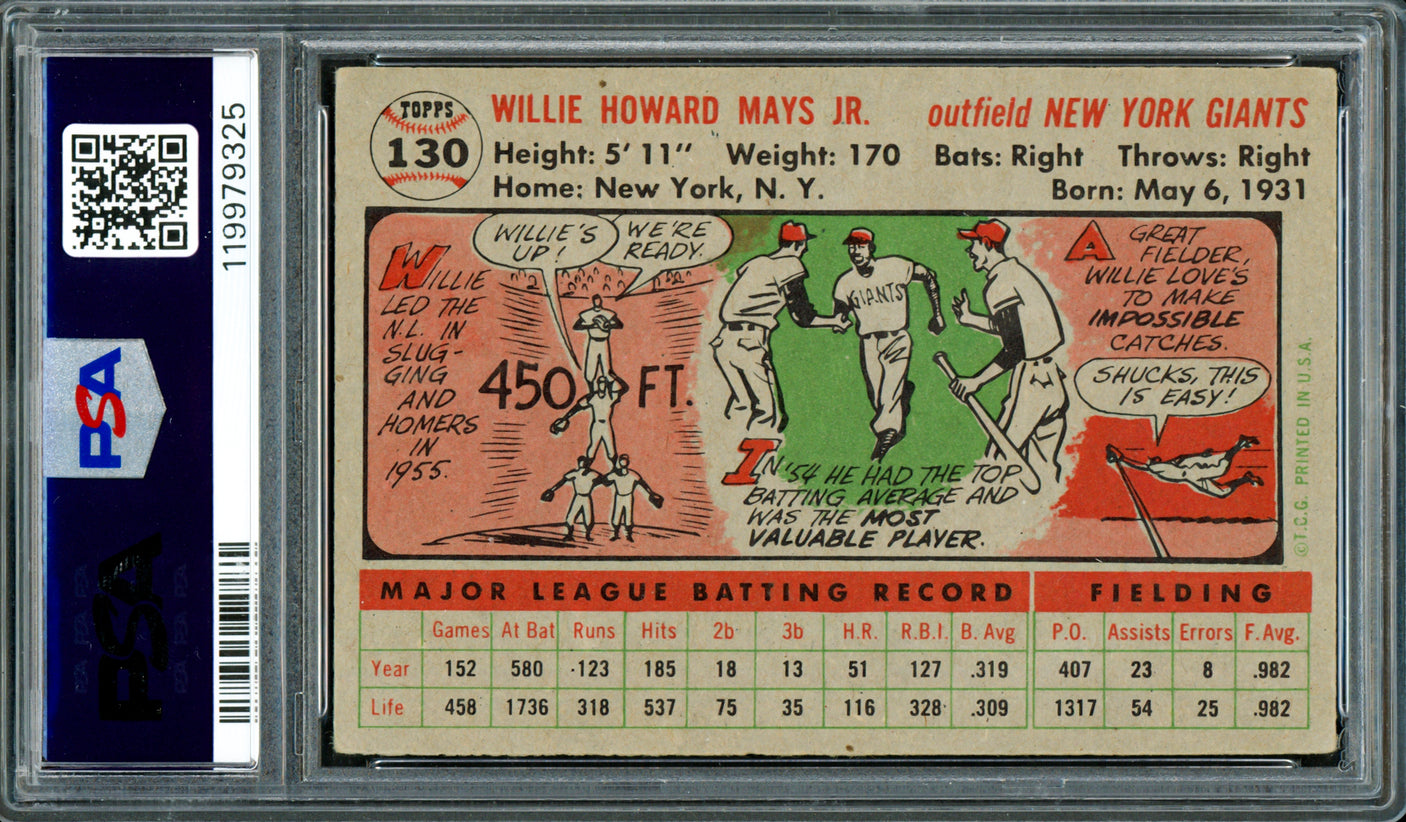 119979325
PSA
PSA
TOPPS
130
WILLIE HOWARD MAYS JR. outfield NEW YORK GIANTS
Height: 5' 11" Weight: 170 Bats: Right Throws: Right
Home: New York, N. Y. Born: May 6, 1931
WILLIE
LED THE
N.L. IN
SLUG-
GING
AND
HOMERS
IN
1955.
WILLIE'S
UP!
WE'RE
READY.
450 FT.
GIANTS
IN '54 HE HAD THE TOP
BATTING AVERAGE AND
WAS THE MOST
VALUABLE PLAYER.
A GREAT
FIELDER,
WILLIE LOVE'S
TO MAKE
IMPOSSIBLE
CATCHES.
SHUCKS, THIS
IS EASY!
© T.C.G. PRINTED IN U.S.A.
MAJOR LEAGUE BATTING RECORD FIELDING
Games At Bat Runs Hits 2b 3b H.R. R.B.I. B. Avg P.O. Assists Errors F. Avg.
Year 152 580 123 185 18 13 51 127 .319 407 23 8 .982
Life 458 1736 318 537 75 35 116 328 .309 1317 54 25 .982